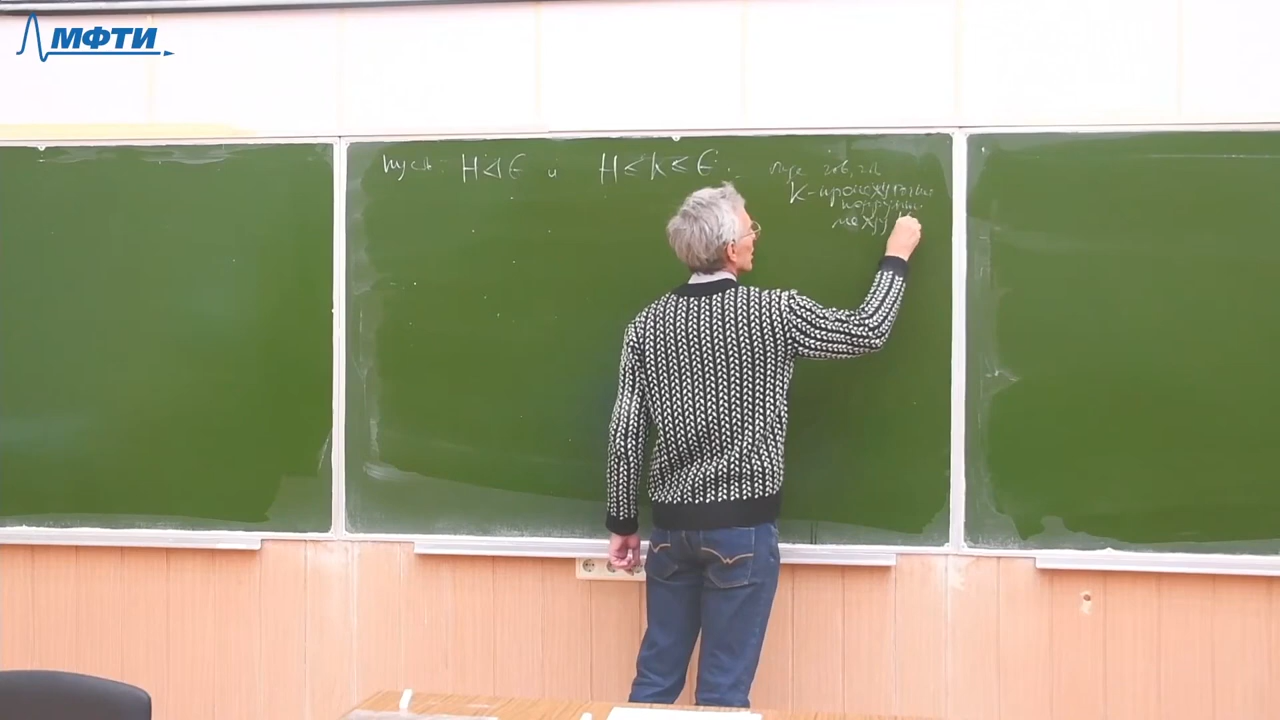 МФТИ
Пусть H ⊲ G и H ≤ K ≤ G.
K – промежуточная
подгруппа
между